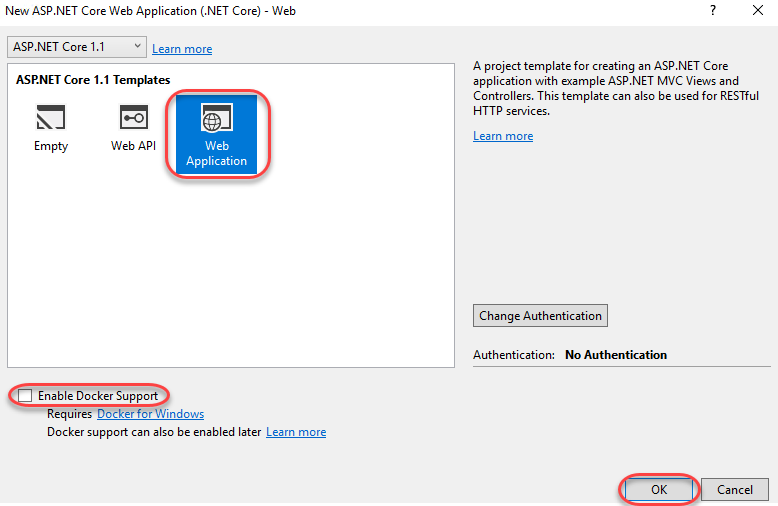 New ASP.NET Core Web Application (.NET Core) - Web
?
ASP.NET Core 1.1
Learn more
ASP.NET Core 1.1 Templates
Empty
Web API
Web
Application
A project template for creating an ASP.NET Core
application with example ASP.NET MVC Views and
Controllers. This template can also be used for RESTful
HTTP services.
Learn more
Change Authentication
Authentication: No Authentication
Enable Docker Support
Requires Docker for Windows
Docker support can also be enabled later Learn more
OK
Cancel